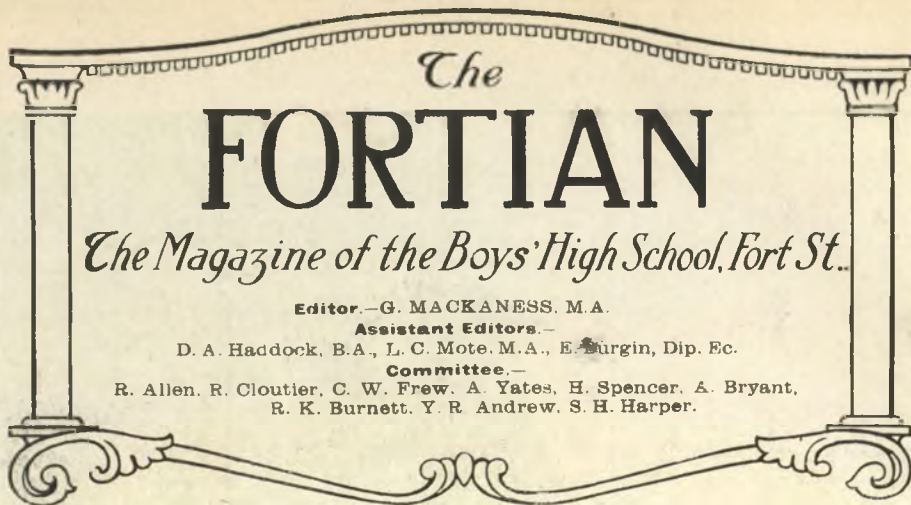 The
FORTIAN
The Magazine of the Boys' High School, Fort St..
Editor.—G. MACKANESS, M.A.
Assistant Editors.—
D. A. Haddock, B.A., L. C. Mote, M.A., E. Burgin, Dip. Ec.
Committee,—
R. Allen, R. Cloutier, C. W. Frew, A. Yates, H. Spencer, A. Bryant,
R. K. Burnett, Y. R. Andrew, S. H. Harper.